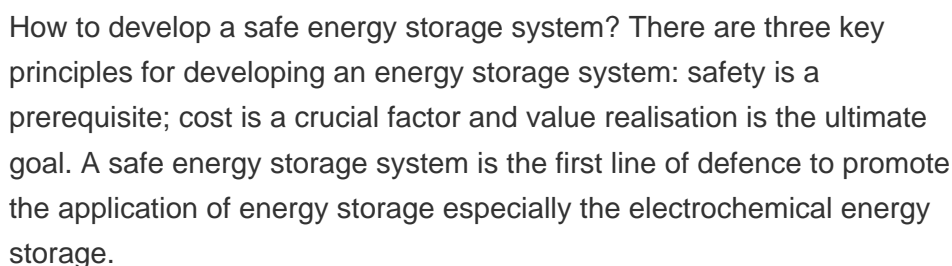 How to develop a safe energy storage system? There are three key
principles for developing an energy storage system: safety is a
prerequisite; cost is a crucial factor and value realisation is the ultimate
goal. A safe energy storage system is the first line of defence to promote
the application of energy storage especially the electrochemical energy
storage.